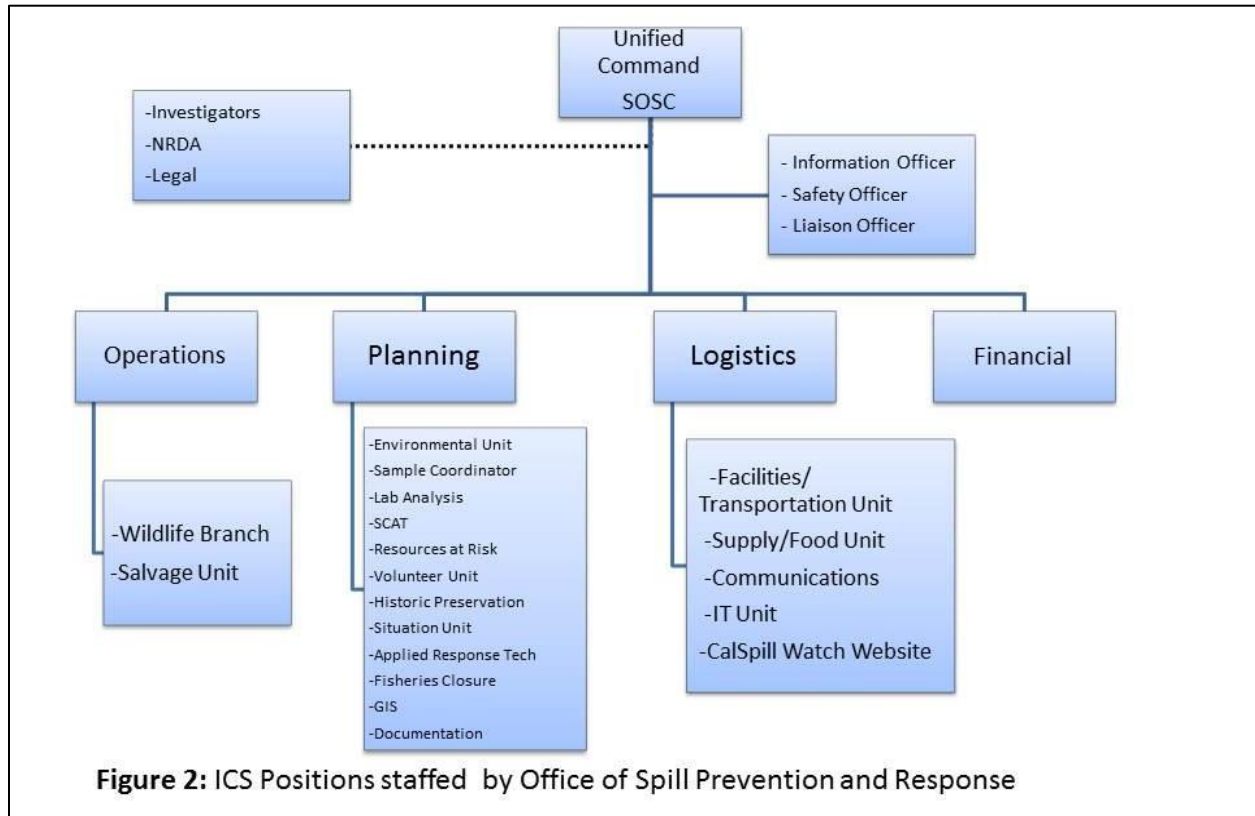 Unified
Command
SOSC
-Investigators
-NRDA
-Legal
- Information Officer
- Safety Officer
- Liaison Officer
Operations
Planning
Logistics
Financial
-Wildlife Branch
-Salvage Unit
-Environmental Unit
-Sample Coordinator
-Lab Analysis
-SCAT
-Resources at Risk
-Volunteer Unit
-Historic Preservation
-Situation Unit
-Applied Response Tech
-Fisheries Closure
-GIS
-Documentation
-Facilities/
Transportation Unit
-Supply/Food Unit
-Communications
-IT Unit
-CalSpill Watch Website
Figure 2: ICS Positions staffed by Office of Spill Prevention and Response